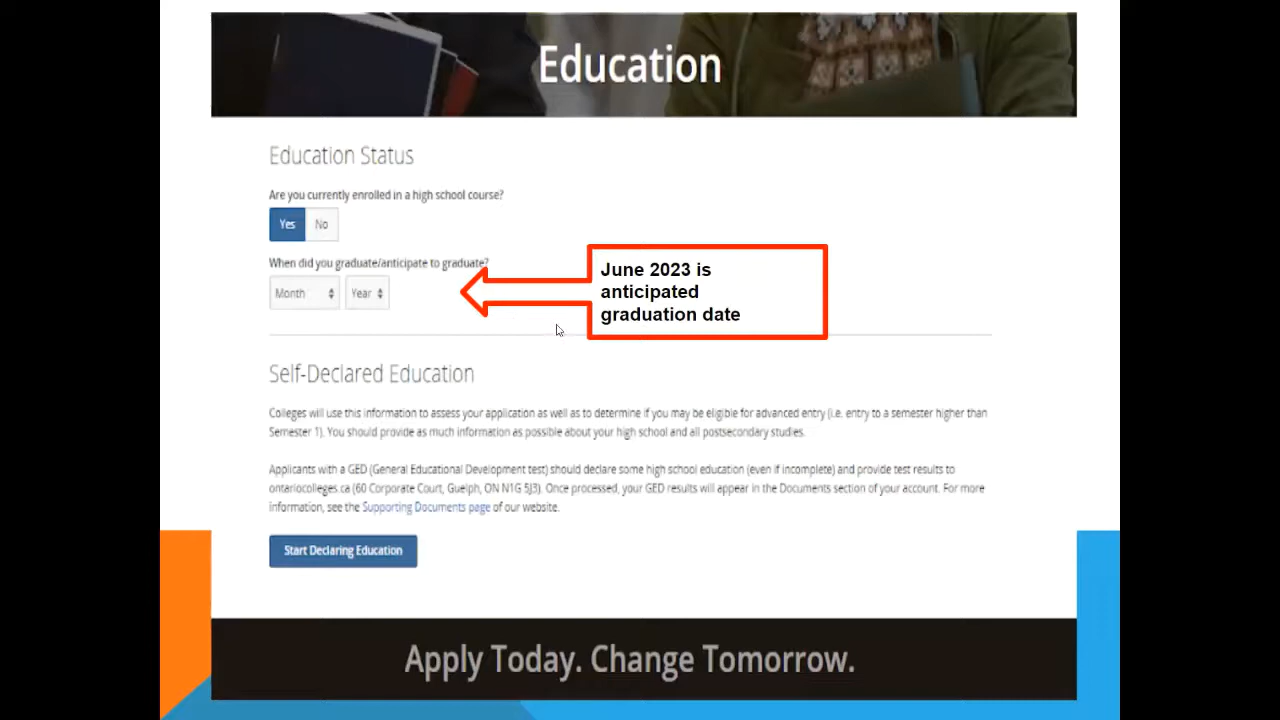 Education
Education Status
Are you currently enrolled in a high school course?
Yes No
When did you graduate/anticipate to graduate?
Month Year
June 2023 is
anticipated
graduation date
Self-Declared Education
Colleges will use this information to assess your application as well as to determine if you may be eligible for advanced entry (i.e. entry to a semester higher than
Semester 1). You should provide as much information as possible about your high school and all postsecondary studies.
Applicants with a GED (General Educational Development test) should declare some high school education (even if incomplete) and provide test results to
ontariocolleges.ca (60 Corporate Court, Guelph, ON N1G 5J3). Once processed, your GED results will appear in the Documents section of your account. For more
information, see the Supporting Documents page of our website.
Start Declaring Education
Apply Today. Change Tomorrow.